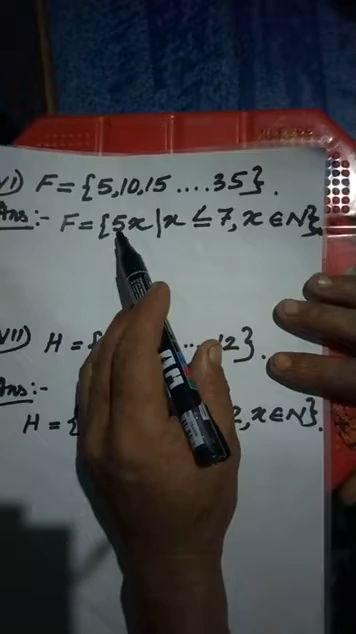 VI) F = {5,10,15 ....35}.
Ans:- F = {5x|x ≤ 7, x ∈ N}.
VII) H = { ....12}.
Ans:-
H = { 2, x ∈ N}.